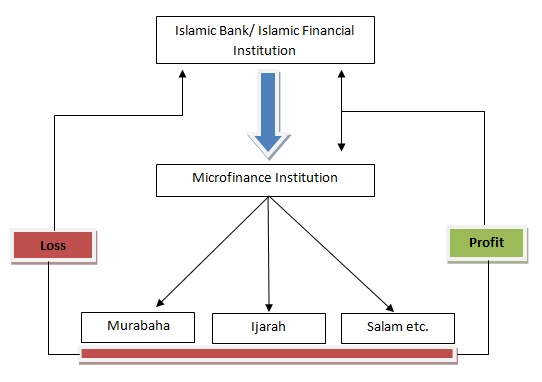 Islamic Bank/ Islamic Financial
Institution
Microfinance Institution
Loss
Profit
Murabaha
Ijarah
Salam etc.